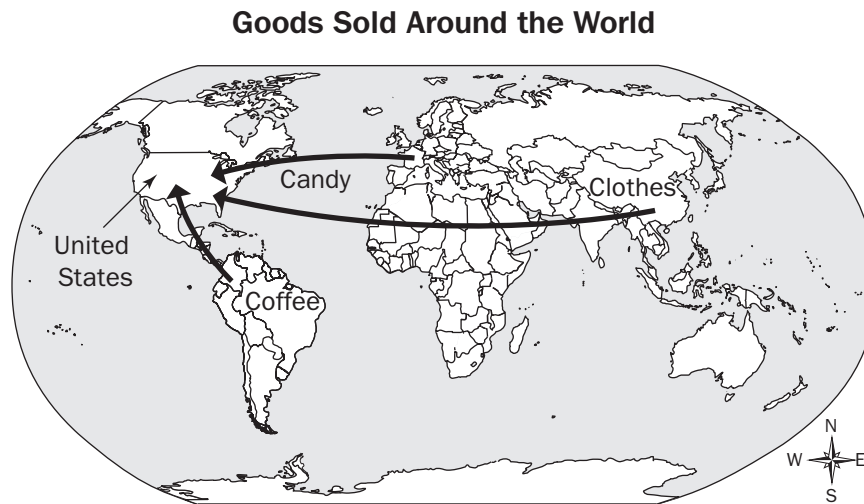 Goods Sold Around the World
Candy
Clothes
United
States
Coffee
N
W E
S